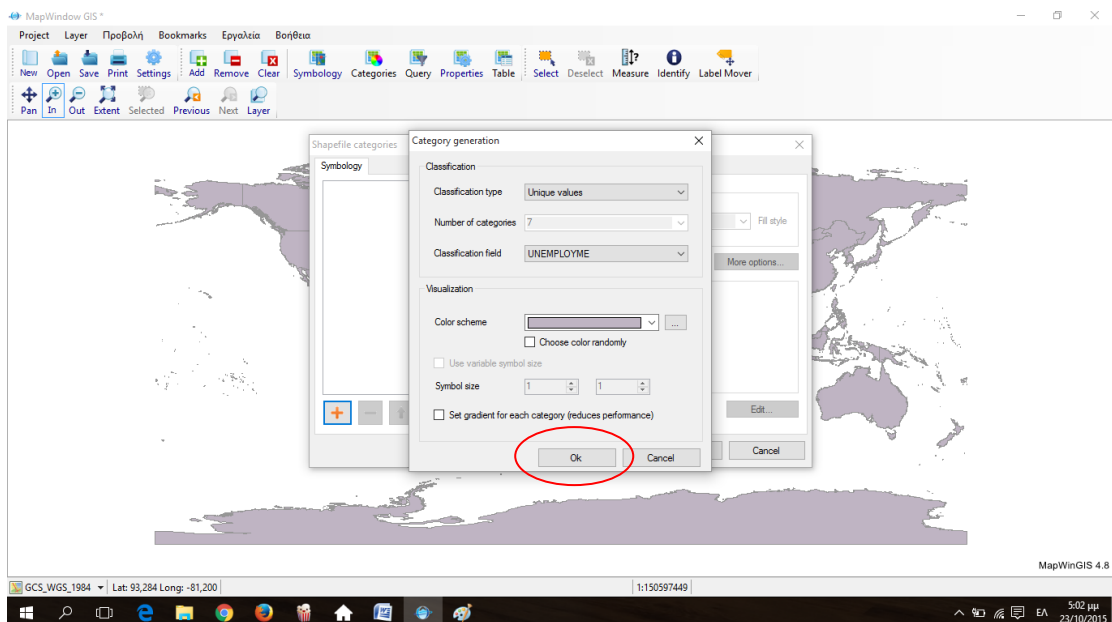 MapWindow GIS *
Project Layer Προβολή Bookmarks Εργαλεία Βοήθεια
New Open Save Print Settings Add Remove Clear Symbology Categories Query Properties Table Select Deselect Measure Identify Label Mover
Pan In Out Extent Selected Previous Next Layer
Shapefile categories
Symbology
Category generation
Classification
Classification type Unique values
Number of categories 7
Classification field UNEMPLOYME
Visualization
Color scheme ...
Choose color randomly
Use variable symbol size
Symbol size 1 1
Set gradient for each category (reduces performance)
Ok Cancel
Fill style
More options...
Edit...
Cancel
MapWinGIS 4.8
GCS_WGS_1984 Lat: 93,284 Long: -81,200 1:150597449
ΕΛ 5:02 μμ
23/10/2015